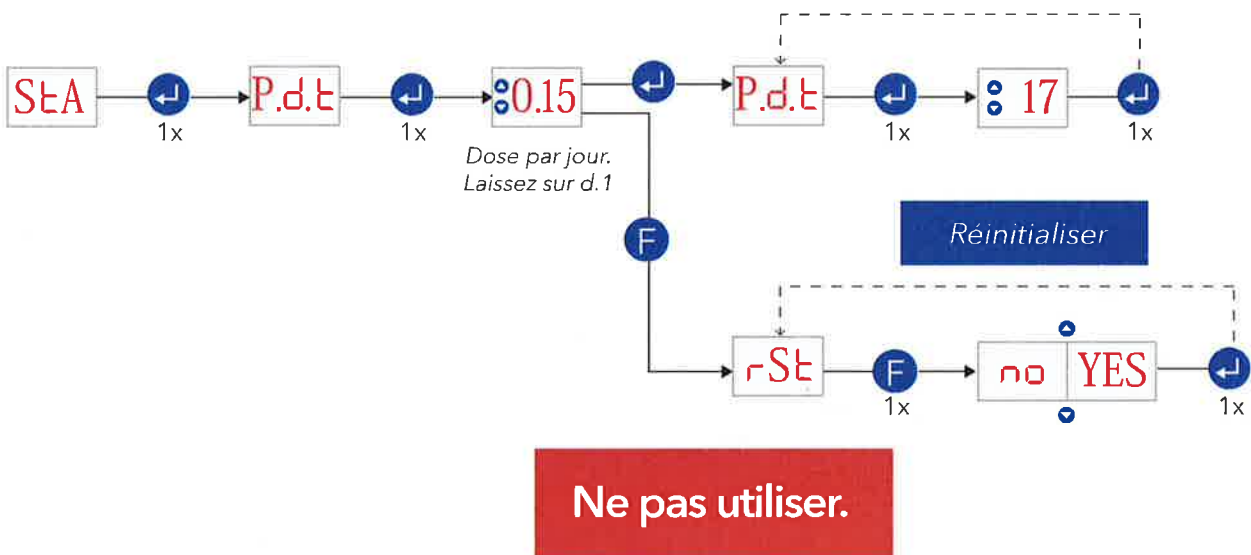 StA
1x
P.d.t
1x
0.15
Dose par jour.
Laissez sur d.1
P.d.t
1x
17
1x
F
Réinitialiser
rSt
F
1x
no YES
1x
Ne pas utiliser.